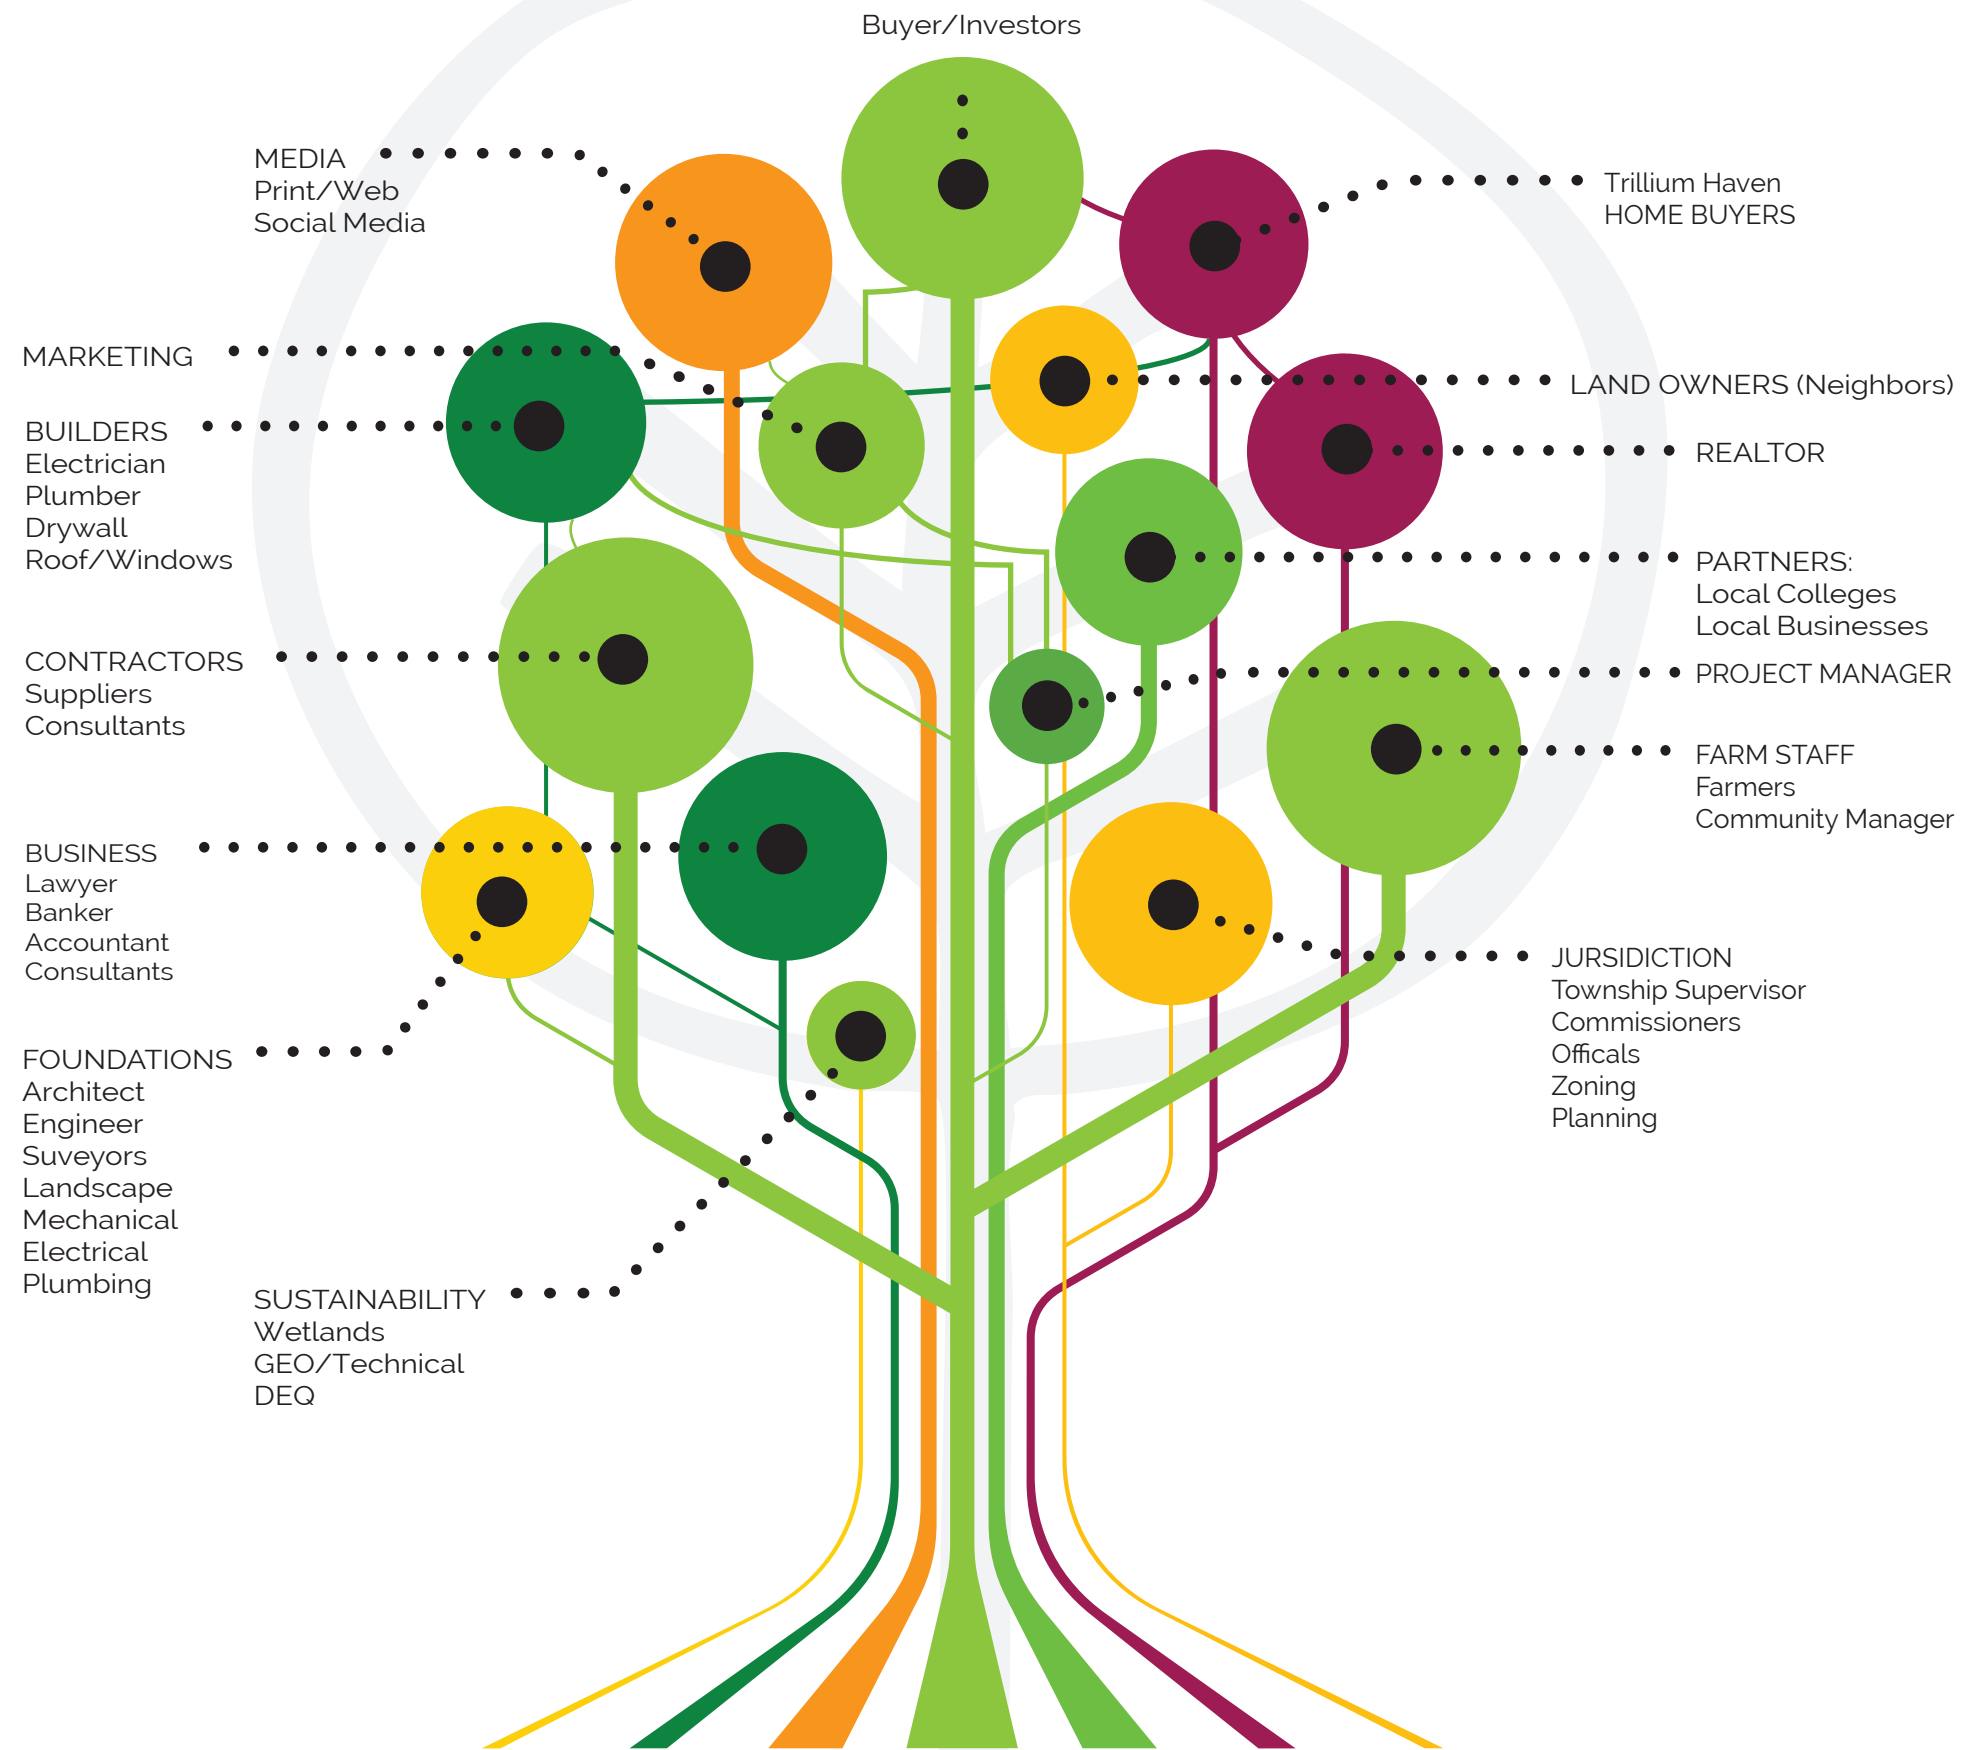 Buyer/Investors
MEDIA
Print/Web
Social Media
Trillium Haven
HOME BUYERS
MARKETING
LAND OWNERS (Neighbors)
BUILDERS
Electrician
Plumber
Drywall
Roof/Windows
REALTOR
PARTNERS:
Local Colleges
Local Businesses
CONTRACTORS
Suppliers
Consultants
PROJECT MANAGER
FARM STAFF
Farmers
Community Manager
BUSINESS
Lawyer
Banker
Accountant
Consultants
JURSIDICTION
Township Supervisor
Commissioners
Officals
Zoning
Planning
FOUNDATIONS
Architect
Engineer
Suveyors
Landscape
Mechanical
Electrical
Plumbing
SUSTAINABILITY
Wetlands
GEO/Technical
DEQ